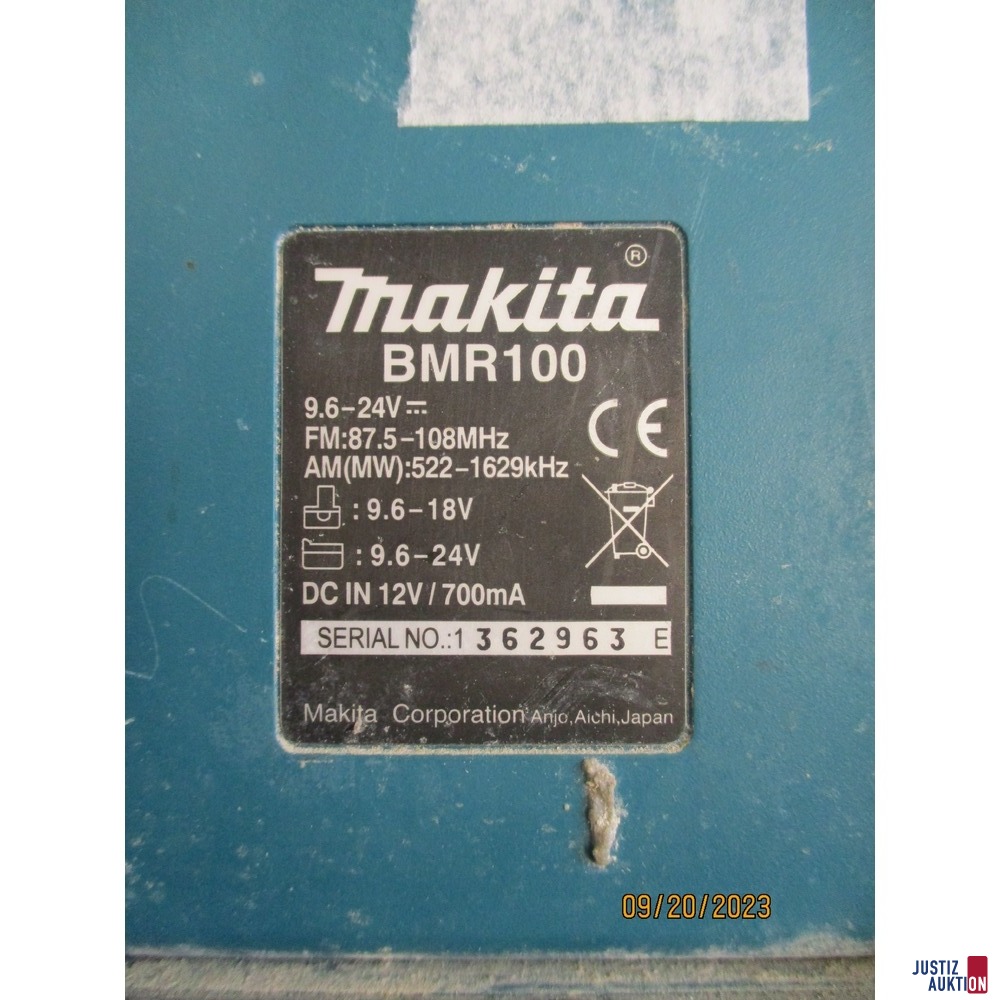 makita®
BMR100
9.6–24V⎓
FM:87.5–108MHz
AM(MW):522–1629kHz
CE
: 9.6–18V
: 9.6–24V
DC IN 12V / 700mA
SERIAL NO.:1 362963 E
Makita Corporation Anjo,Aichi,Japan
09/20/2023
JUSTIZ
AUKTION